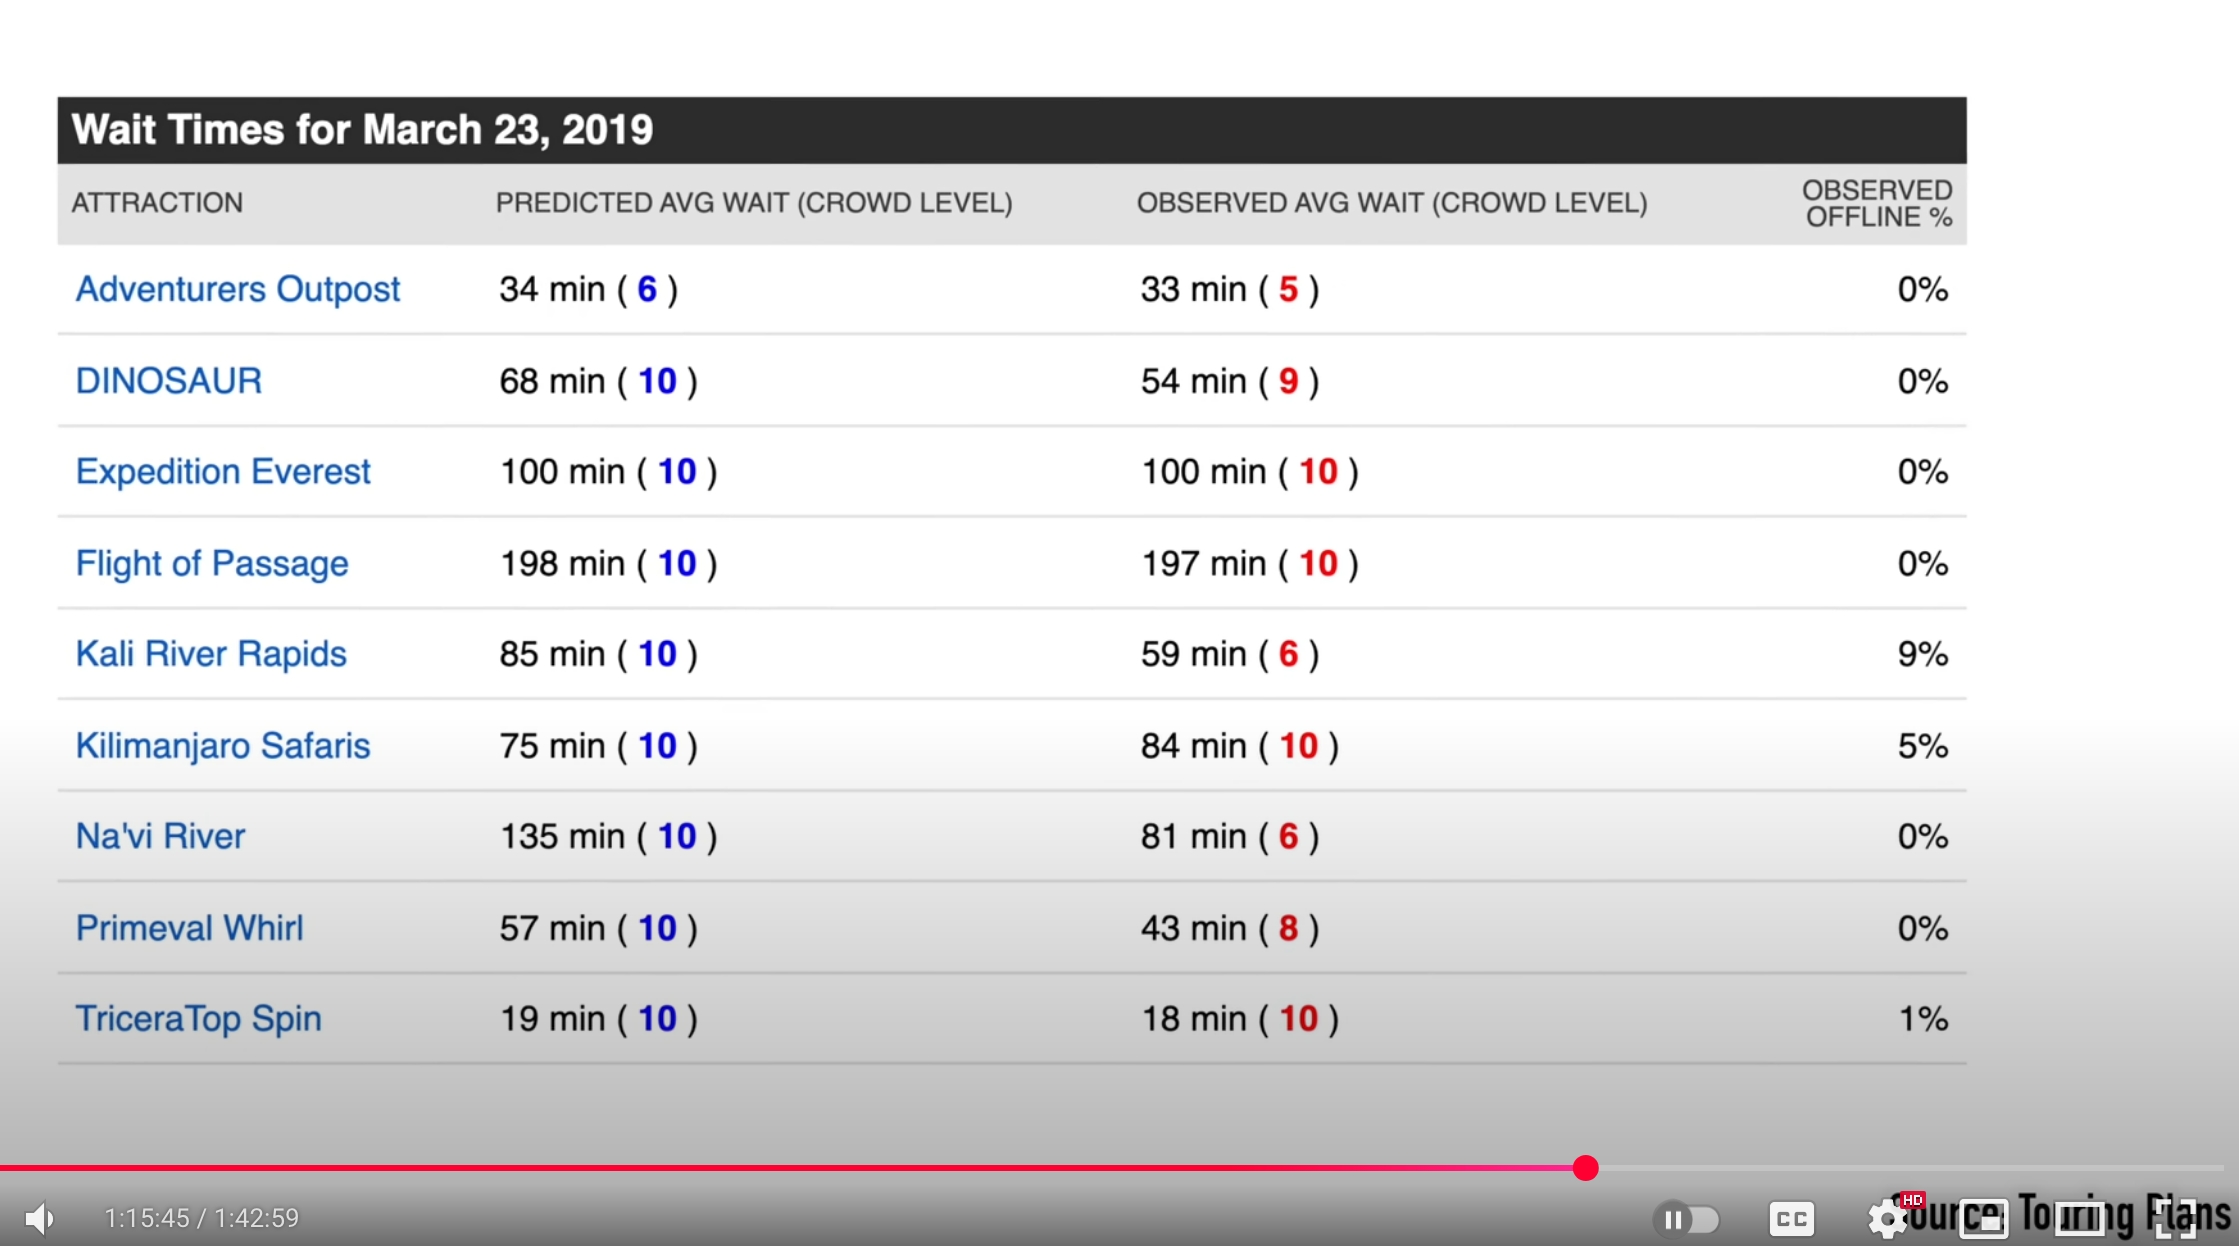 Wait Times for March 23, 2019
ATTRACTION PREDICTED AVG WAIT (CROWD LEVEL) OBSERVED AVG WAIT (CROWD LEVEL) OBSERVED OFFLINE %
Adventurers Outpost 34 min ( 6 ) 33 min ( 5 ) 0%
DINOSAUR 68 min ( 10 ) 54 min ( 9 ) 0%
Expedition Everest 100 min ( 10 ) 100 min ( 10 ) 0%
Flight of Passage 198 min ( 10 ) 197 min ( 10 ) 0%
Kali River Rapids 85 min ( 10 ) 59 min ( 6 ) 9%
Kilimanjaro Safaris 75 min ( 10 ) 84 min ( 10 ) 5%
Na'vi River 135 min ( 10 ) 81 min ( 6 ) 0%
Primeval Whirl 57 min ( 10 ) 43 min ( 8 ) 0%
TriceraTop Spin 19 min ( 10 ) 18 min ( 10 ) 1%
1:15:45 / 1:42:59 CC HD
Source: Touring Plans